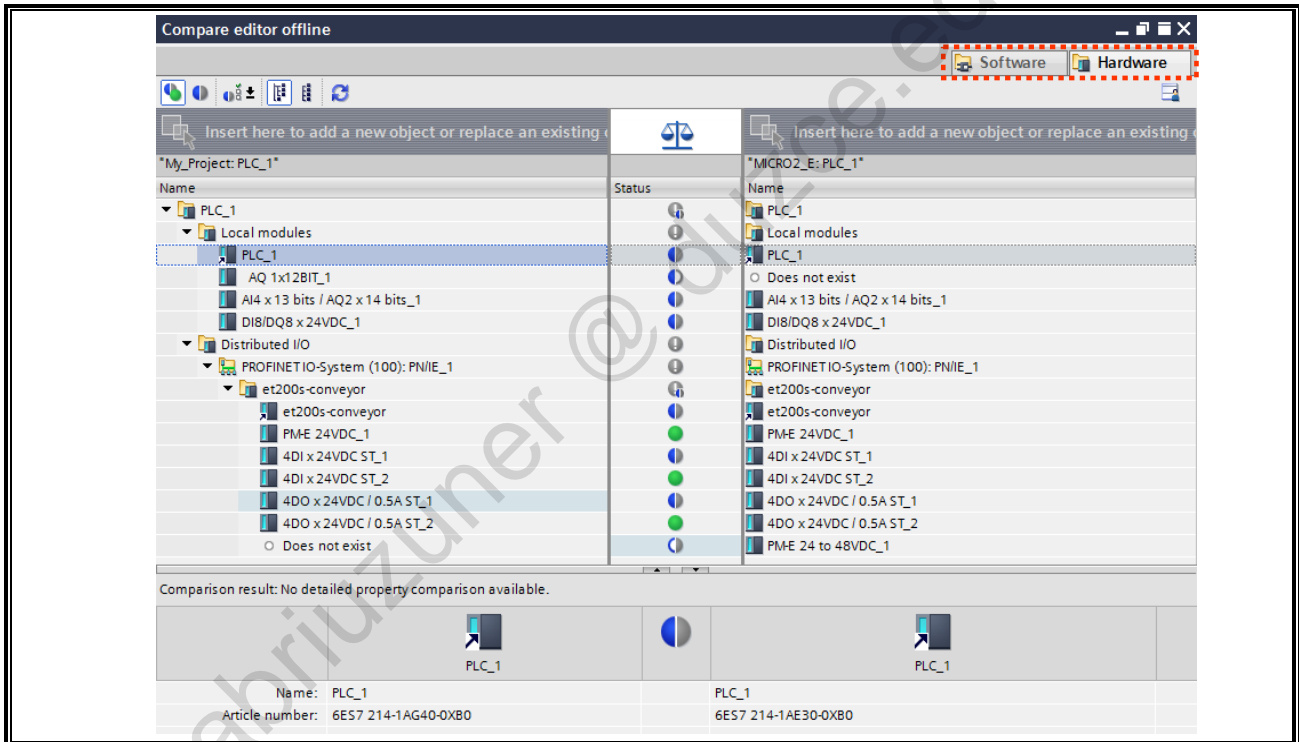 Compare editor offline
Software Hardware
Insert here to add a new object or replace an existing Insert here to add a new object or replace an existing
"My_Project: PLC_1" "MICRO2_E: PLC_1"
Name Status Name
PLC_1 PLC_1
Local modules Local modules
PLC_1 PLC_1
AQ 1x12BIT_1 Does not exist
AI4 x 13 bits / AQ2 x 14 bits_1 AI4 x 13 bits / AQ2 x 14 bits_1
DI8/DQ8 x 24VDC_1 DI8/DQ8 x 24VDC_1
Distributed I/O Distributed I/O
PROFINET IO-System (100): PN/IE_1 PROFINET IO-System (100): PN/IE_1
et200s-conveyor et200s-conveyor
et200s-conveyor et200s-conveyor
PM-E 24VDC_1 PM-E 24VDC_1
4DI x 24VDC ST_1 4DI x 24VDC ST_1
4DI x 24VDC ST_2 4DI x 24VDC ST_2
4DO x 24VDC / 0.5A ST_1 4DO x 24VDC / 0.5A ST_1
4DO x 24VDC / 0.5A ST_2 4DO x 24VDC / 0.5A ST_2
Does not exist PM-E 24 to 48VDC_1
Comparison result: No detailed property comparison available.
PLC_1 PLC_1
Name: PLC_1 PLC_1
Article number: 6ES7 214-1AG40-0XB0 6ES7 214-1AE30-0XB0
abriuzuner @ duzce.ed